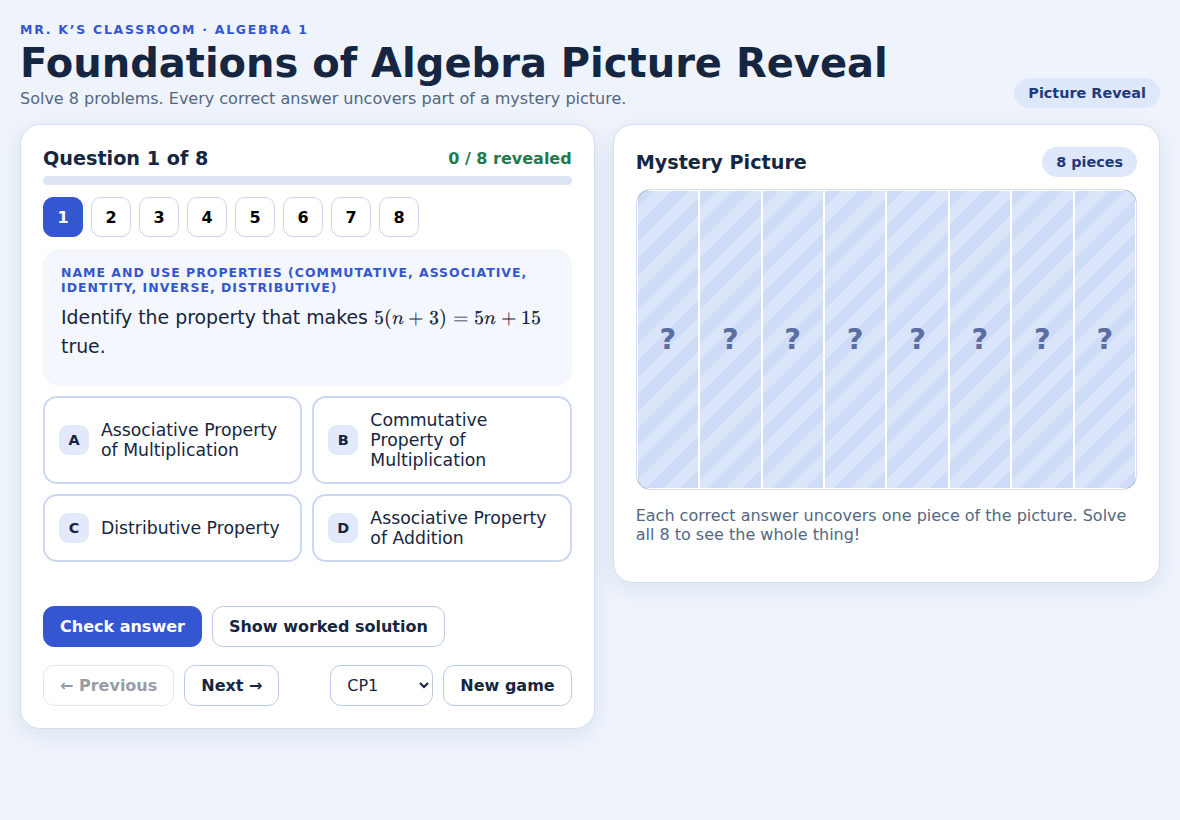 MR. K’S CLASSROOM · ALGEBRA 1
Foundations of Algebra Picture Reveal
Solve 8 problems. Every correct answer uncovers part of a mystery picture.
Picture Reveal
Question 1 of 8
0 / 8 revealed
1 2 3 4 5 6 7 8
NAME AND USE PROPERTIES (COMMUTATIVE, ASSOCIATIVE,
IDENTITY, INVERSE, DISTRIBUTIVE)
Identify the property that makes 5(n + 3) = 5n + 15
true.
A Associative Property
of Multiplication
B Commutative
Property of
Multiplication
C Distributive Property
D Associative Property
of Addition
Check answer
Show worked solution
← Previous
Next →
CP1
New game
Mystery Picture
8 pieces
? ? ? ? ? ? ? ?
Each correct answer uncovers one piece of the picture. Solve
all 8 to see the whole thing!